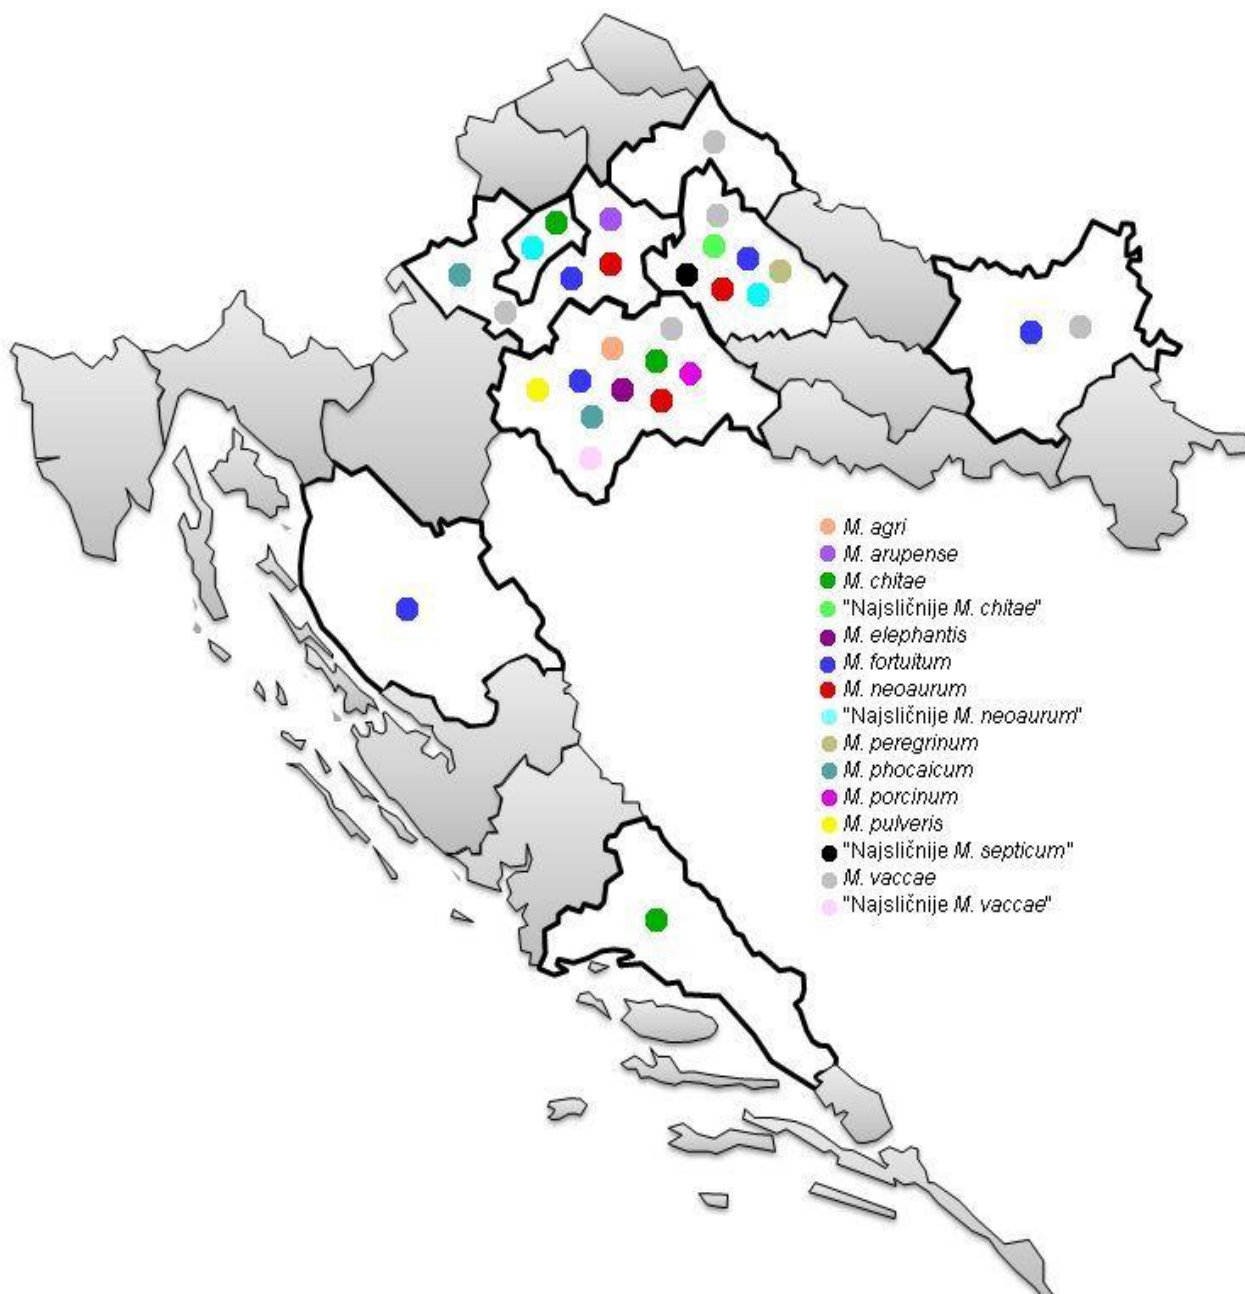 M. agri
M. arupense
M. chitae
"Najsličnije M. chitae"
M. elephantis
M. fortuitum
M. neoaurum
"Najsličnije M. neoaurum"
M. peregrinum
M. phocaicum
M. porcinum
M. pulveris
"Najsličnije M. septicum"
M. vaccae
"Najsličnije M. vaccae"